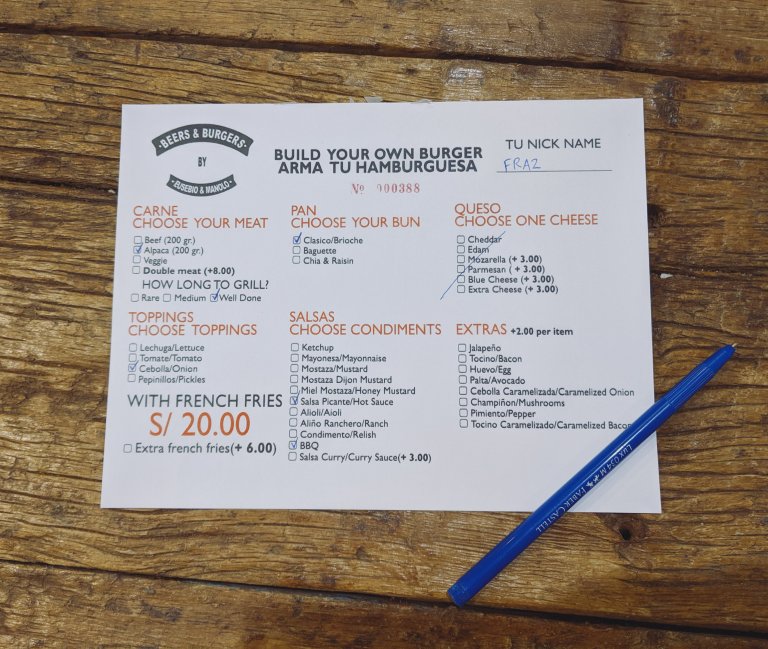 BEERS & BURGERS
BY
EUSEBIO & MANOLO
BUILD YOUR OWN BURGER
ARMA TU HAMBURGUESA
Nº 000388
TU NICK NAME
FRAZ
CARNE
CHOOSE YOUR MEAT
Beef (200 gr.)
Alpaca (200 gr.)
Veggie
Double meat (+8.00)
HOW LONG TO GRILL?
Rare Medium Well Done
PAN
CHOOSE YOUR BUN
Clasico/Brioche
Baguette
Chia & Raisin
QUESO
CHOOSE ONE CHEESE
Cheddar
Edam
Mozarella (+ 3.00)
Parmesan ( + 3.00)
Blue Cheese (+ 3.00)
Extra Cheese (+ 3.00)
TOPPINGS
CHOOSE TOPPINGS
Lechuga/Lettuce
Tomate/Tomato
Cebolla/Onion
Pepinillos/Pickles
WITH FRENCH FRIES
S/ 20.00
Extra french fries(+ 6.00)
SALSAS
CHOOSE CONDIMENTS
Ketchup
Mayonesa/Mayonnaise
Mostaza/Mustard
Mostaza Dijon Mustard
Miel Mostaza/Honey Mustard
Salsa Picante/Hot Sauce
Alioli/Aioli
Aliño Ranchero/Ranch
Condimento/Relish
BBQ
Salsa Curry/Curry Sauce(+ 3.00)
EXTRAS +2.00 per item
Jalapeño
Tocino/Bacon
Huevo/Egg
Palta/Avocado
Cebolla Caramelizada/Caramelized Onion
Champiñon/Mushrooms
Pimiento/Pepper
Tocino Caramelizado/Caramelized Bacon
LUX 034 M FABER CASTELL